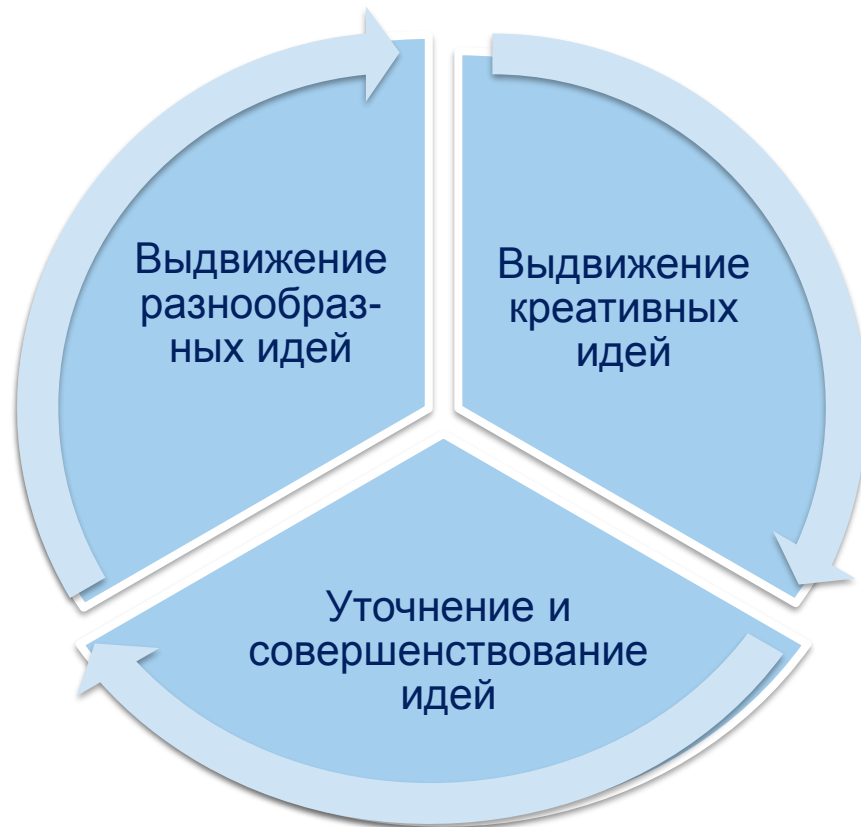 Выдвижение
разнообраз-
ных идей
Выдвижение
креативных
идей
Уточнение и
совершенствование
идей